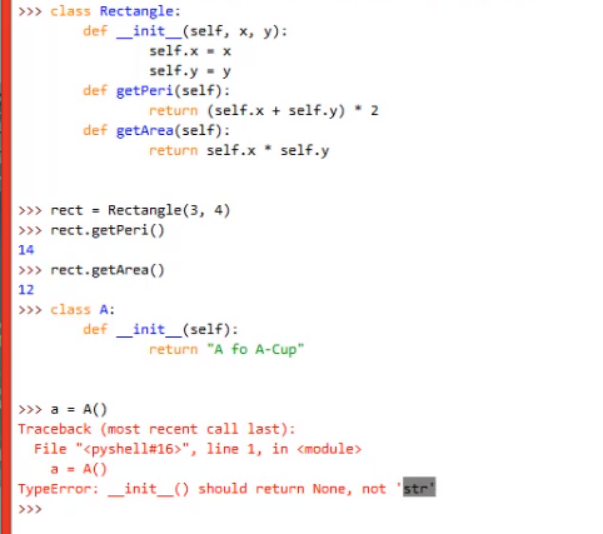 >>> class Rectangle:
        def __init__(self, x, y):
                self.x = x
                self.y = y
        def getPeri(self):
                return (self.x + self.y) * 2
        def getArea(self):
                return self.x * self.y
>>> rect = Rectangle(3, 4)
>>> rect.getPeri()
14
>>> rect.getArea()
12
>>> class A:
        def __init__(self):
                return "A fo A-Cup"
>>> a = A()
Traceback (most recent call last):
  File "<pyshell#16>", line 1, in <module>
    a = A()
TypeError: __init__() should return None, not 'str'
>>>